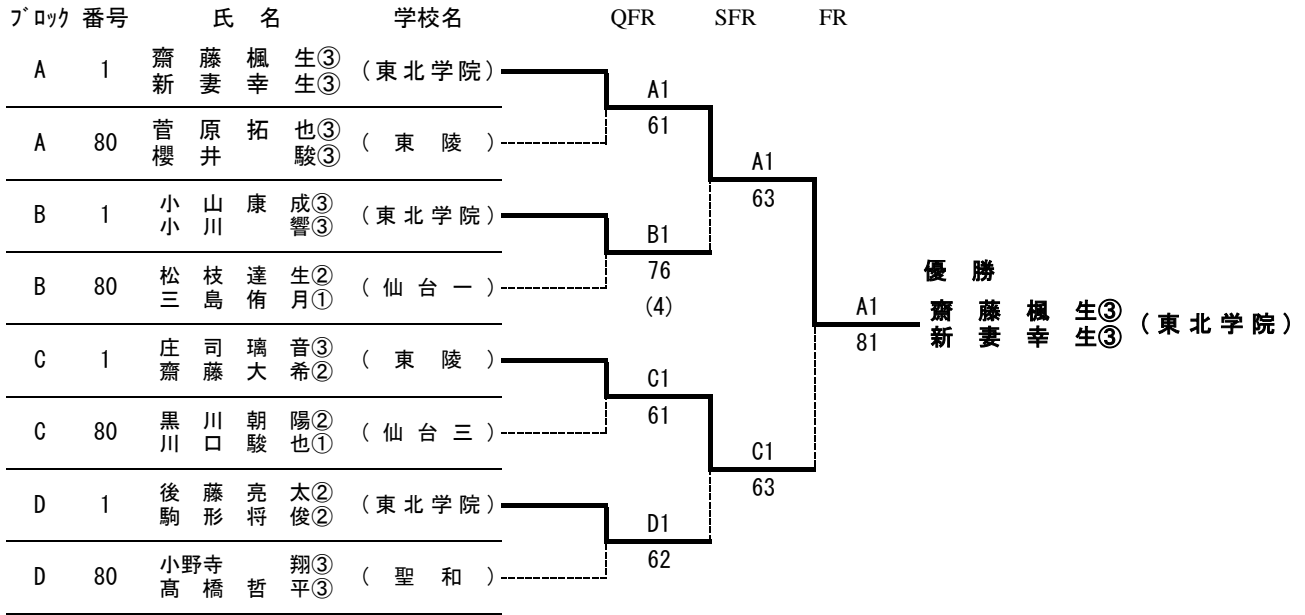 ブロック 番号 氏 名 学校名 QFR SFR FR
A 1 齋藤楓生③ 新妻幸生③ (東北学院)
A1
61
A 80 菅原拓也③ 櫻井駿③ (東陵)
A1
63
B 1 小山康成③ 小川響③ (東北学院)
B1
76
(4)
B 80 松枝達生② 三島侑月① (仙台一)
優勝
A1
81
齋藤楓生③
新妻幸生③ (東北学院)
C 1 庄司璃音③ 齋藤大希② (東陵)
C1
61
C 80 黒川朝陽② 川口駿也① (仙台三)
C1
63
D 1 後藤亮太② 駒形将俊② (東北学院)
D1
62
D 80 小野寺翔③ 髙橋哲平③ (聖和)